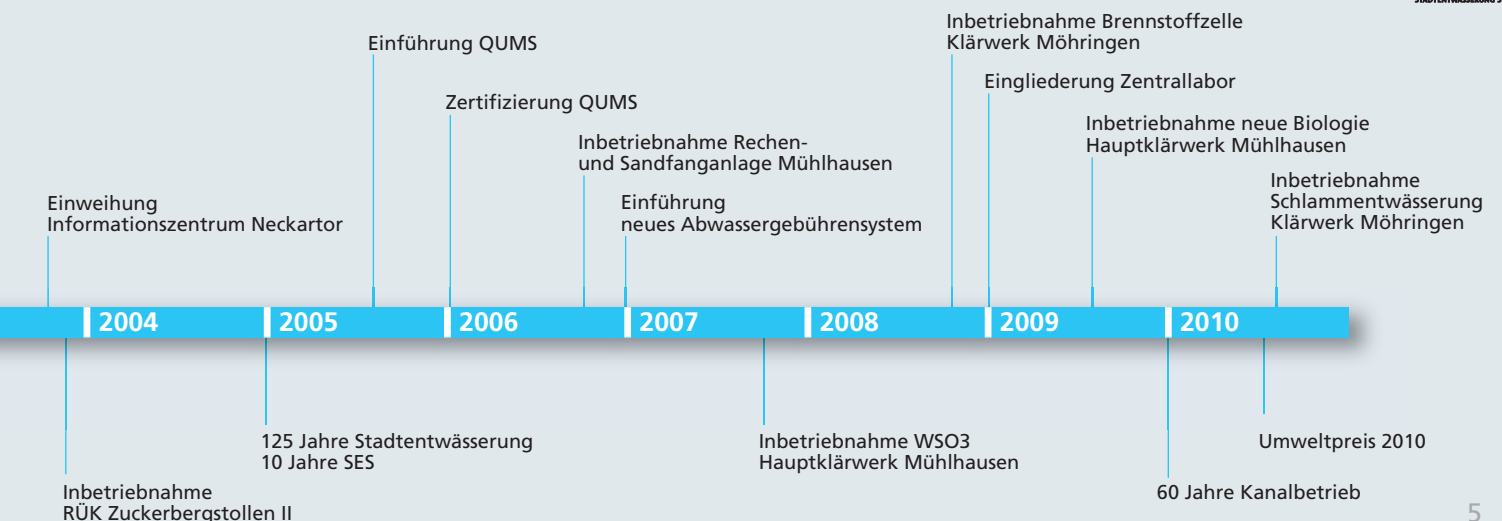 Einführung QUMS
Inbetriebnahme Brennstoffzelle
Klärwerk Möhringen
Zertifizierung QUMS
Eingliederung Zentrallabor
Inbetriebnahme Rechen-
und Sandfanganlage Mühlhausen
Inbetriebnahme neue Biologie
Hauptklärwerk Mühlhausen
Einweihung
Informationszentrum Neckartor
Einführung
neues Abwassergebührensystem
Inbetriebnahme
Schlammentwässerung
Klärwerk Möhringen
2004
2005
2006
2007
2008
2009
2010
125 Jahre Stadtentwässerung
10 Jahre SES
Inbetriebnahme WSO3
Hauptklärwerk Mühlhausen
Umweltpreis 2010
Inbetriebnahme
RÜK Zuckerbergstollen II
60 Jahre Kanalbetrieb
5